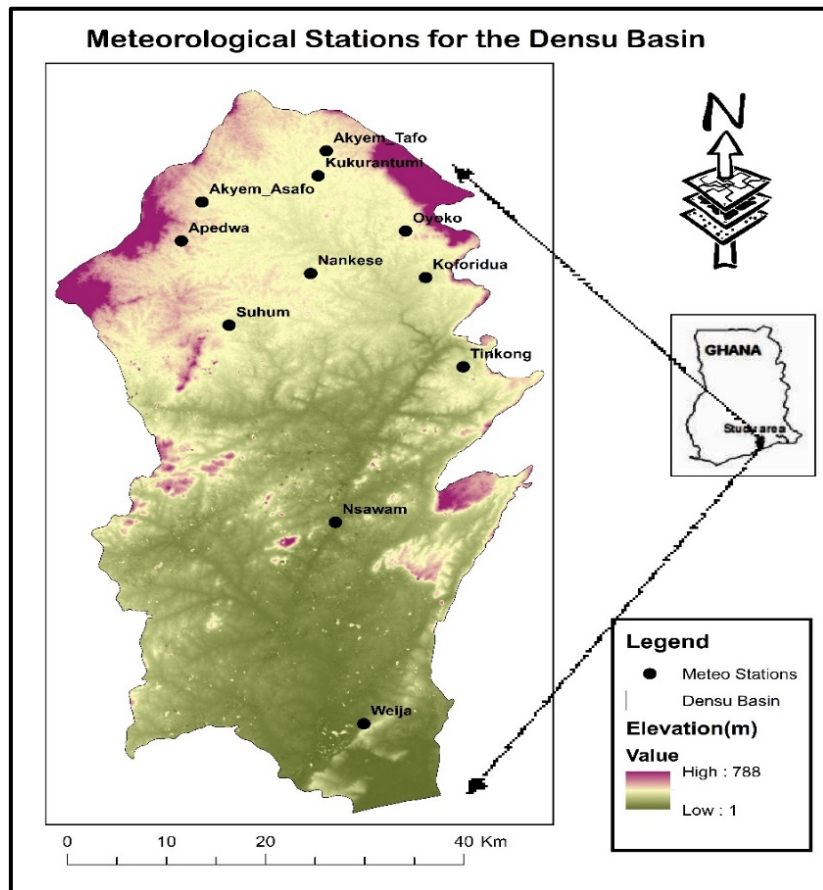 Meteorological Stations for the Densu Basin
N
Akyem_Tafo
Kukurantumi
Akyem_Asafo
Apedwa
Oyoko
Nankese
Koforidua
Suhum
Tinkong
GHANA
Study area
Nsawam
Weija
Legend
Meteo Stations
Densu Basin
Elevation(m)
Value
High : 788
Low : 1
0 10 20 40 Km